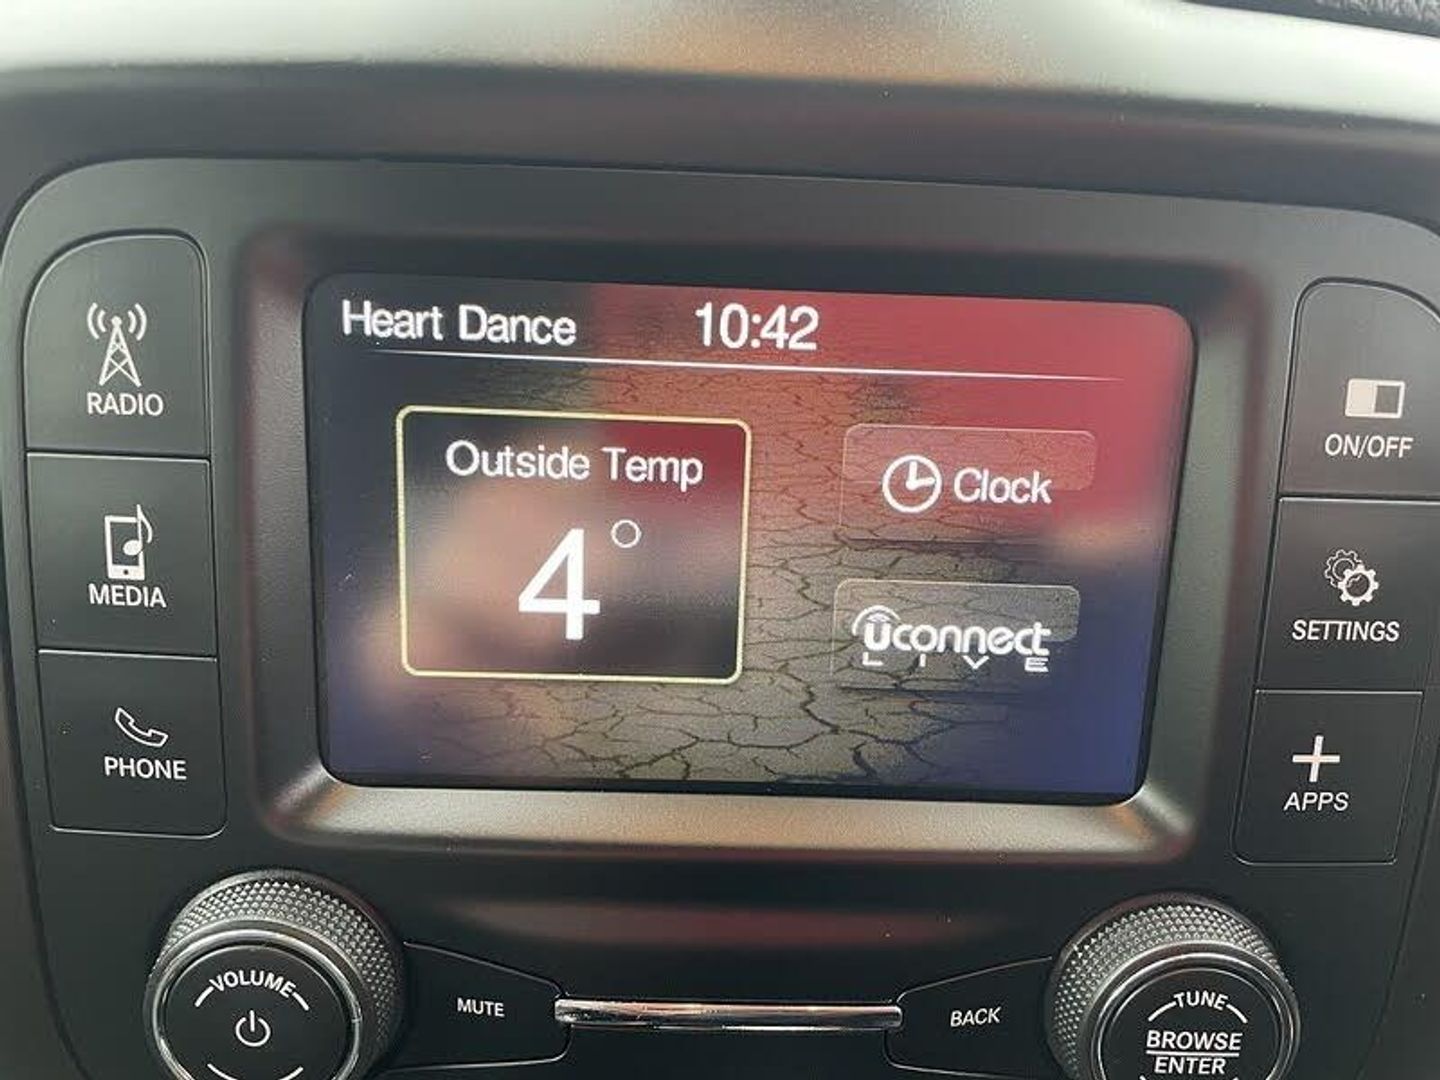 Heart Dance 10:42
Outside Temp
4°
Clock
uconnect
LIVE
RADIO
MEDIA
PHONE
ON/OFF
SETTINGS
APPS
VOLUME
MUTE
BACK
TUNE
BROWSE
ENTER